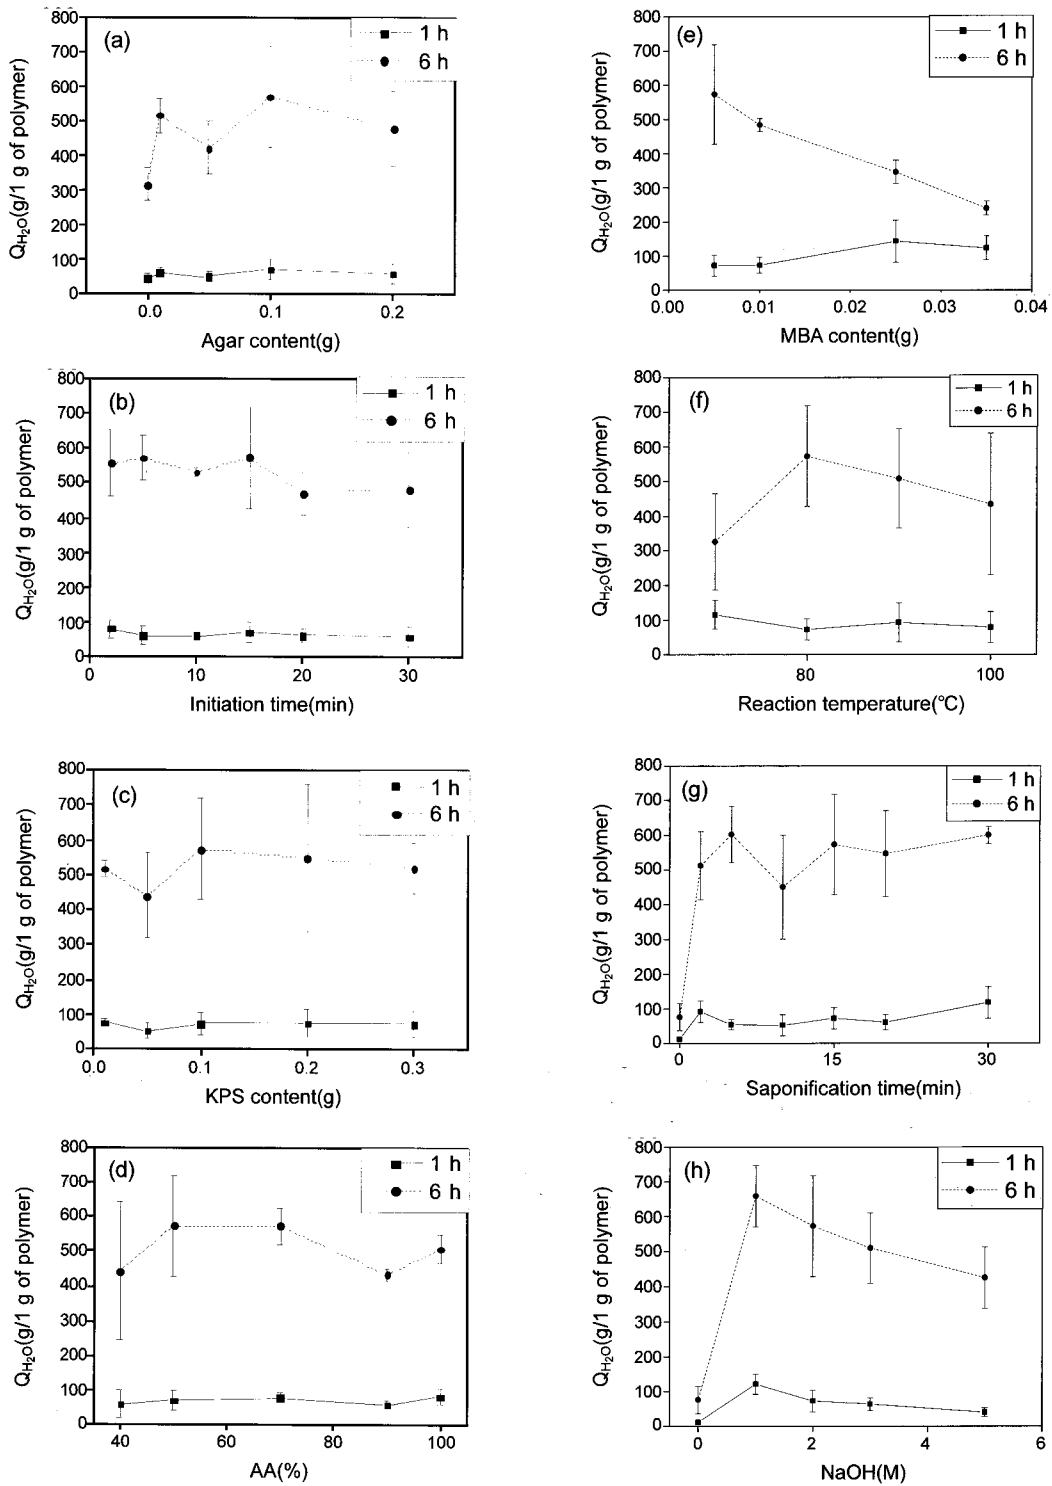 (a)
1 h
6 h
800
700
600
500
400
300
200
100
0
0.0 0.1 0.2
Q_H₂O(g/1 g of polymer)
Agar content(g)
(e)
1 h
6 h
800
700
600
500
400
300
200
100
0
0.00 0.01 0.02 0.03 0.04
Q_H₂O(g/1 g of polymer)
MBA content(g)
(b)
1 h
6 h
800
700
600
500
400
300
200
100
0
0 10 20 30
Q_H₂O(g/1 g of polymer)
Initiation time(min)
(f)
1 h
6 h
800
700
600
500
400
300
200
100
0
80 100
Q_H₂O(g/1 g of polymer)
Reaction temperature(°C)
(c)
1 h
6 h
800
700
600
500
400
300
200
100
0
0.0 0.1 0.2 0.3
Q_H₂O(g/1 g of polymer)
KPS content(g)
(g)
1 h
6 h
800
700
600
500
400
300
200
100
0
0 15 30
Q_H₂O(g/1 g of polymer)
Saponification time(min)
(d)
1 h
6 h
800
700
600
500
400
300
200
100
0
40 60 80 100
Q_H₂O(g/1 g of polymer)
AA(%)
(h)
1 h
6 h
800
700
600
500
400
300
200
100
0
0 2 4 6
Q_H₂O(g/1 g of polymer)
NaOH(M)